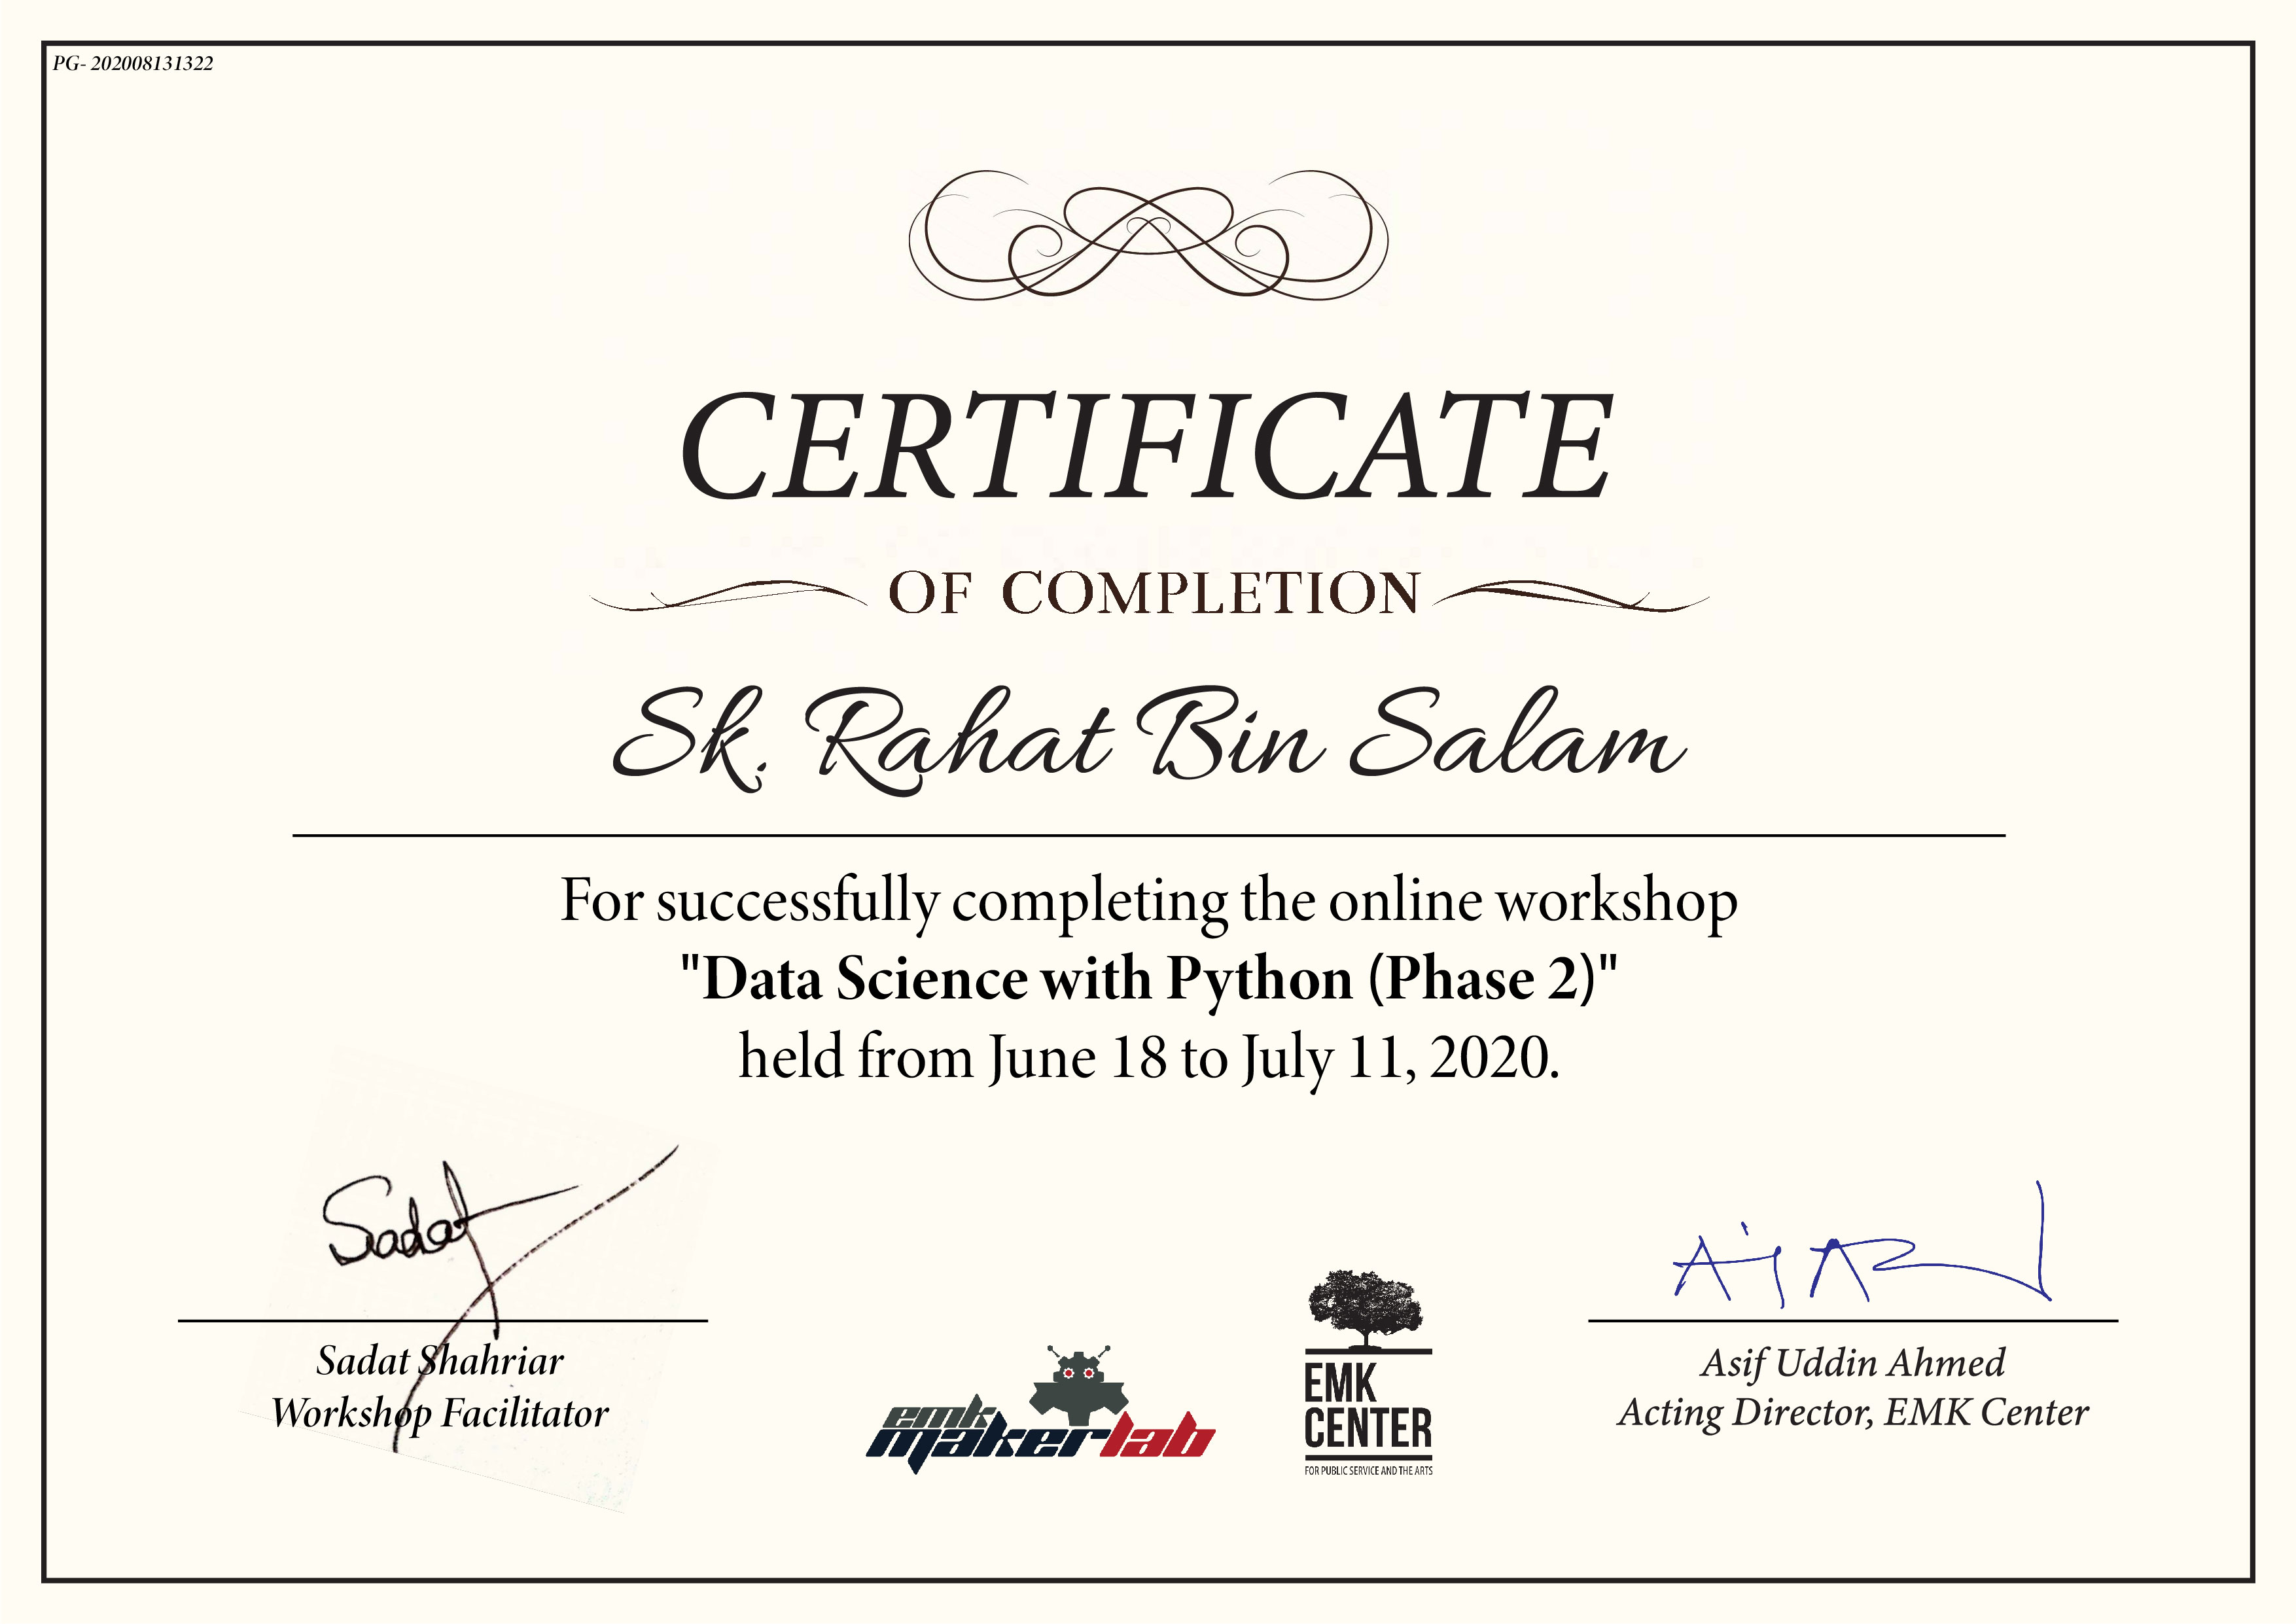 PG- 202008131322
CERTIFICATE
OF COMPLETION
Sk. Rahat Bin Salam
For successfully completing the online workshop
"Data Science with Python (Phase 2)"
held from June 18 to July 11, 2020.
Sadat
Sadat Shahriar
Workshop Facilitator
emk
makerlab
EMK
CENTER
FOR PUBLIC SERVICE AND THE ARTS
Asif Uddin Ahmed
Acting Director, EMK Center